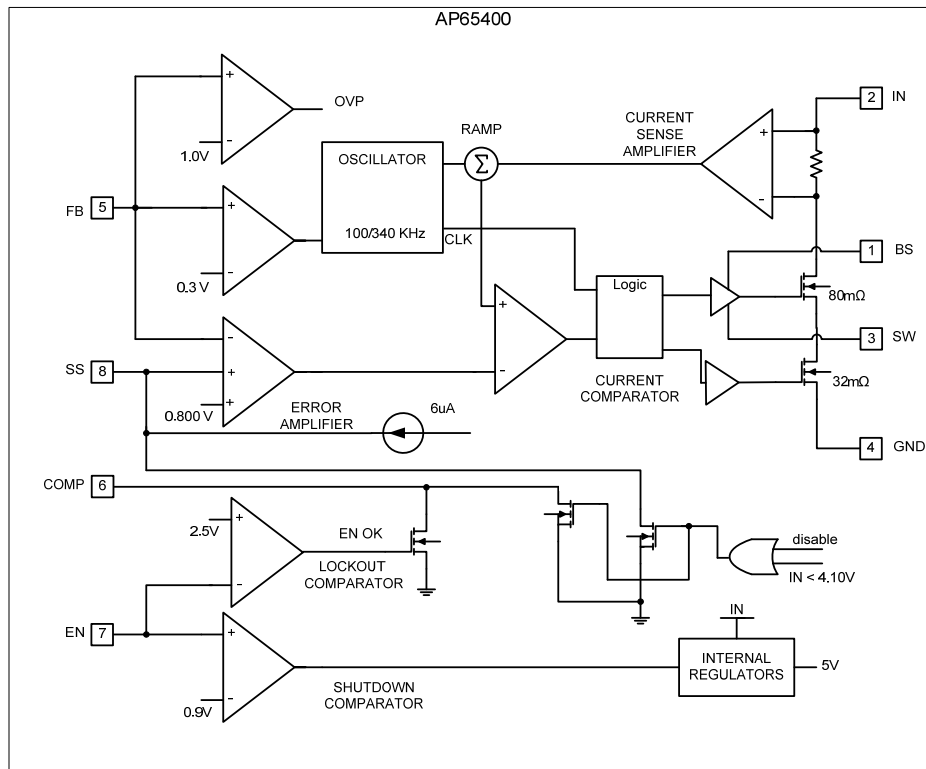 AP65400
+
OVP
-
1.0V
RAMP
CURRENT
SENSE
AMPLIFIER
+
-
2
IN
OSCILLATOR
Σ
100/340 KHz
CLK
FB
5
+
-
0.3 V
1
BS
Logic
80mΩ
+
-
3
SW
SS
8
-
+
+
0.800 V
ERROR
AMPLIFIER
6uA
CURRENT
COMPARATOR
32mΩ
4
GND
COMP
6
2.5V
+
-
EN OK
LOCKOUT
COMPARATOR
disable
IN < 4.10V
EN
7
+
-
0.9V
SHUTDOWN
COMPARATOR
IN
INTERNAL
REGULATORS
5V